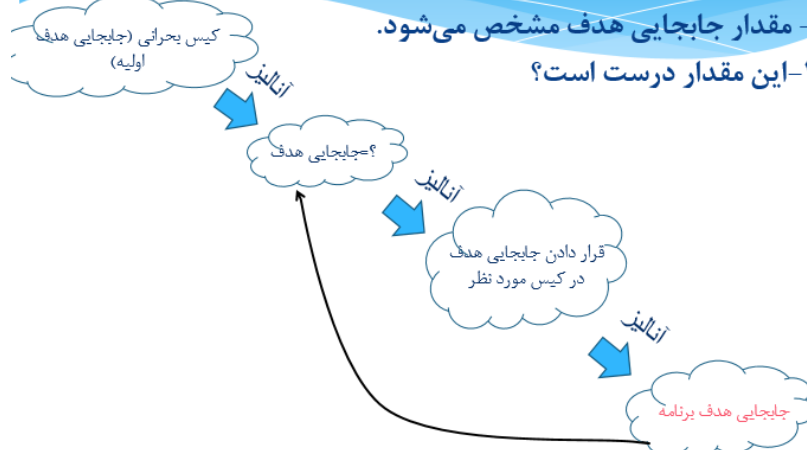 - مقدار جابجایی هدف مشخص می‌شود.
؟-این مقدار درست است؟
کیس بحرانی (جابجایی هدف
اولیه)
آنالیز
؟=جابجایی هدف
آنالیز
قرار دادن جابجایی هدف
در کیس مورد نظر
آنالیز
جابجایی هدف برنامه